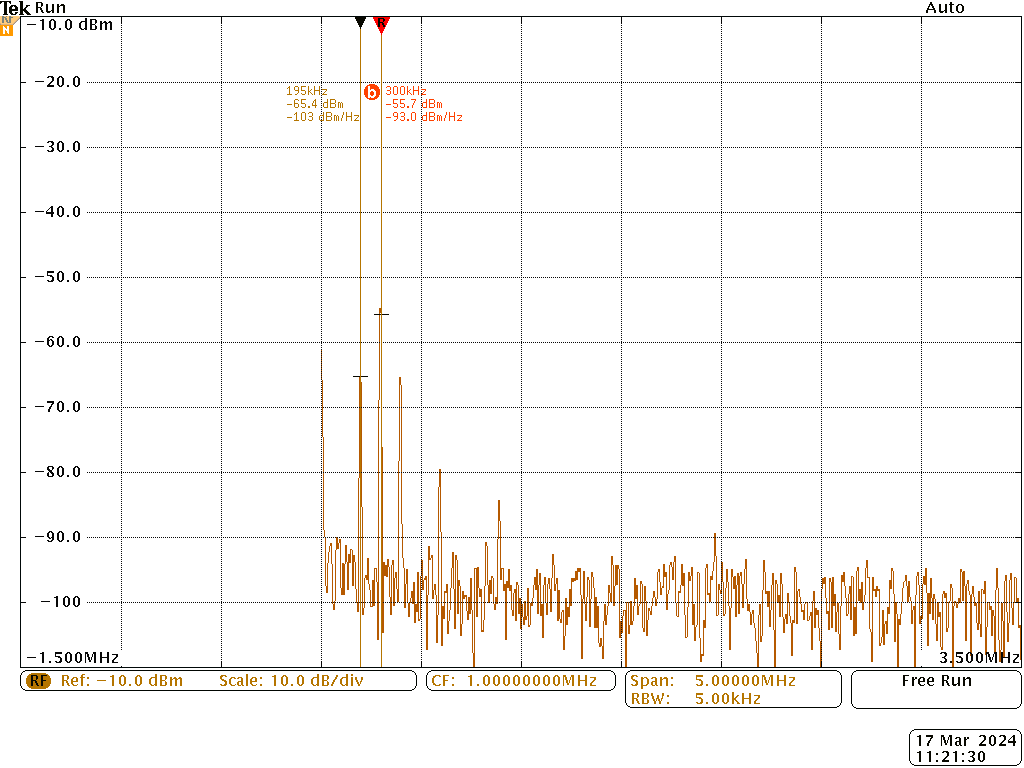 Tek Run Auto
RF
N
R
−10.0 dBm
−20.0
195kHz
−65.4 dBm
−103 dBm/Hz
b
300kHz
−55.7 dBm
−93.0 dBm/Hz
−30.0
−40.0
−50.0
−60.0
−70.0
−80.0
−90.0
−100
−1.500MHz 3.500MHz
RF Ref: −10.0 dBm Scale: 10.0 dB/div
CF: 1.00000000MHz
Span: 5.00000MHz
RBW: 5.00kHz
Free Run
17 Mar 2024
11:21:30